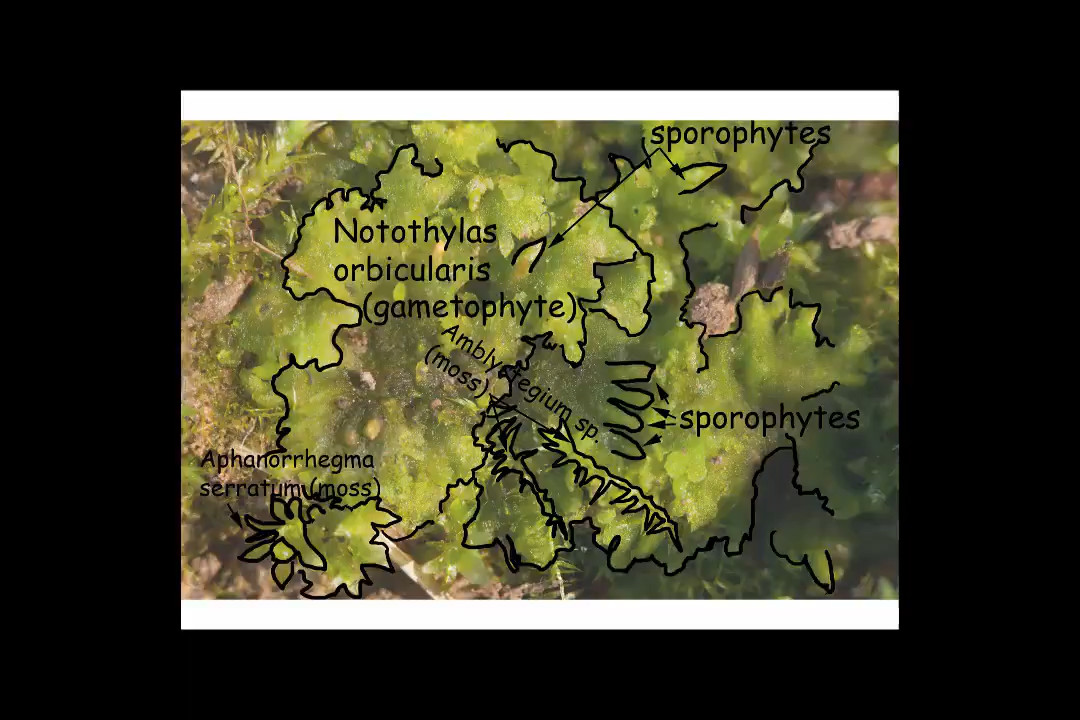 sporophytes
Notothylas
orbicularis
(gametophyte)
Amblystegium sp.
(moss)
sporophytes
Aphanorrhegma
serratum (moss)